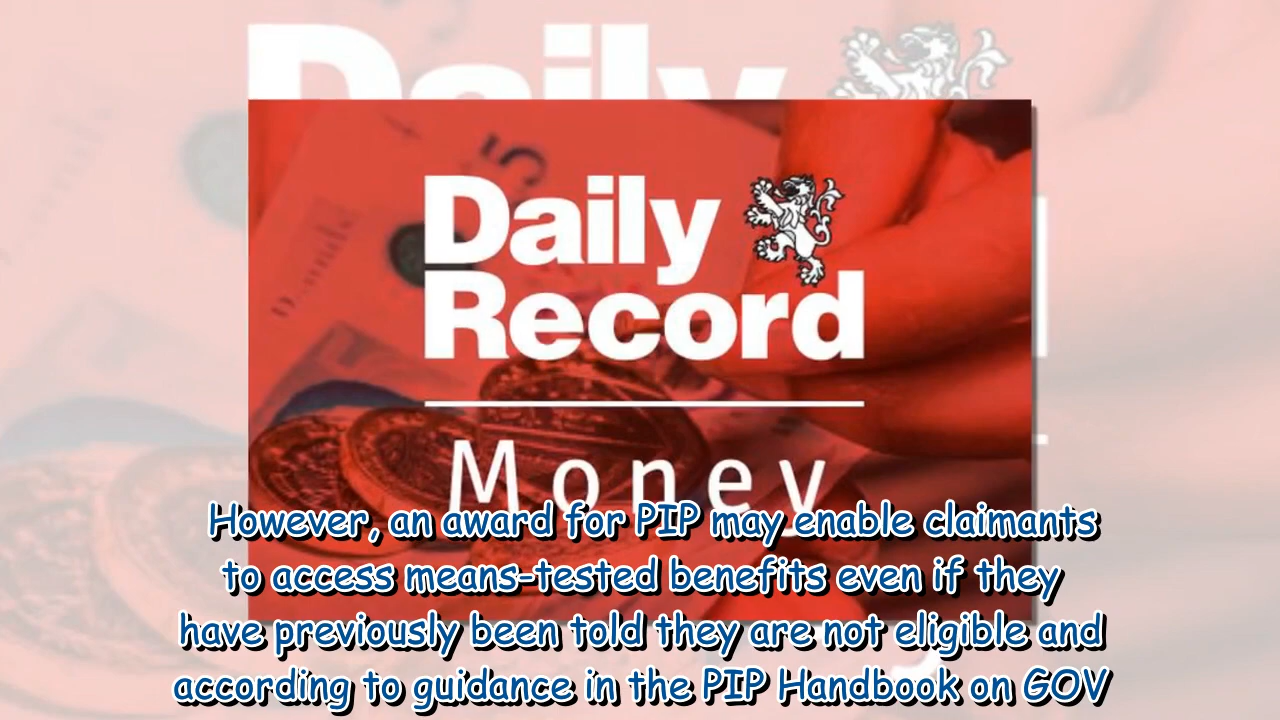 Daily
Daily
Record
Money
However, an award for PIP may enable claimants
to access means-tested benefits even if they
have previously been told they are not eligible and
according to guidance in the PIP Handbook on GOV